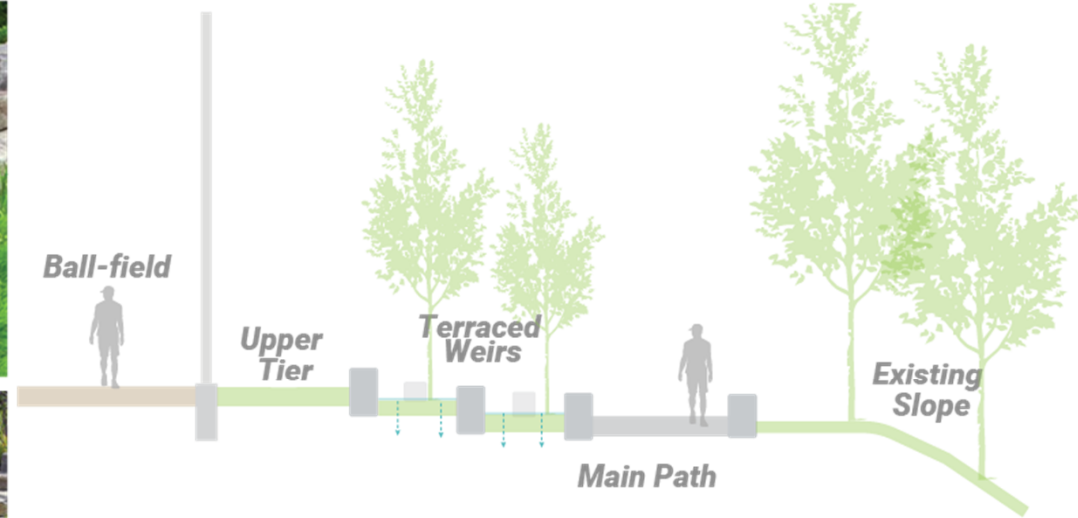 Ball-field
Upper
Tier
Terraced
Weirs
Main Path
Existing
Slope